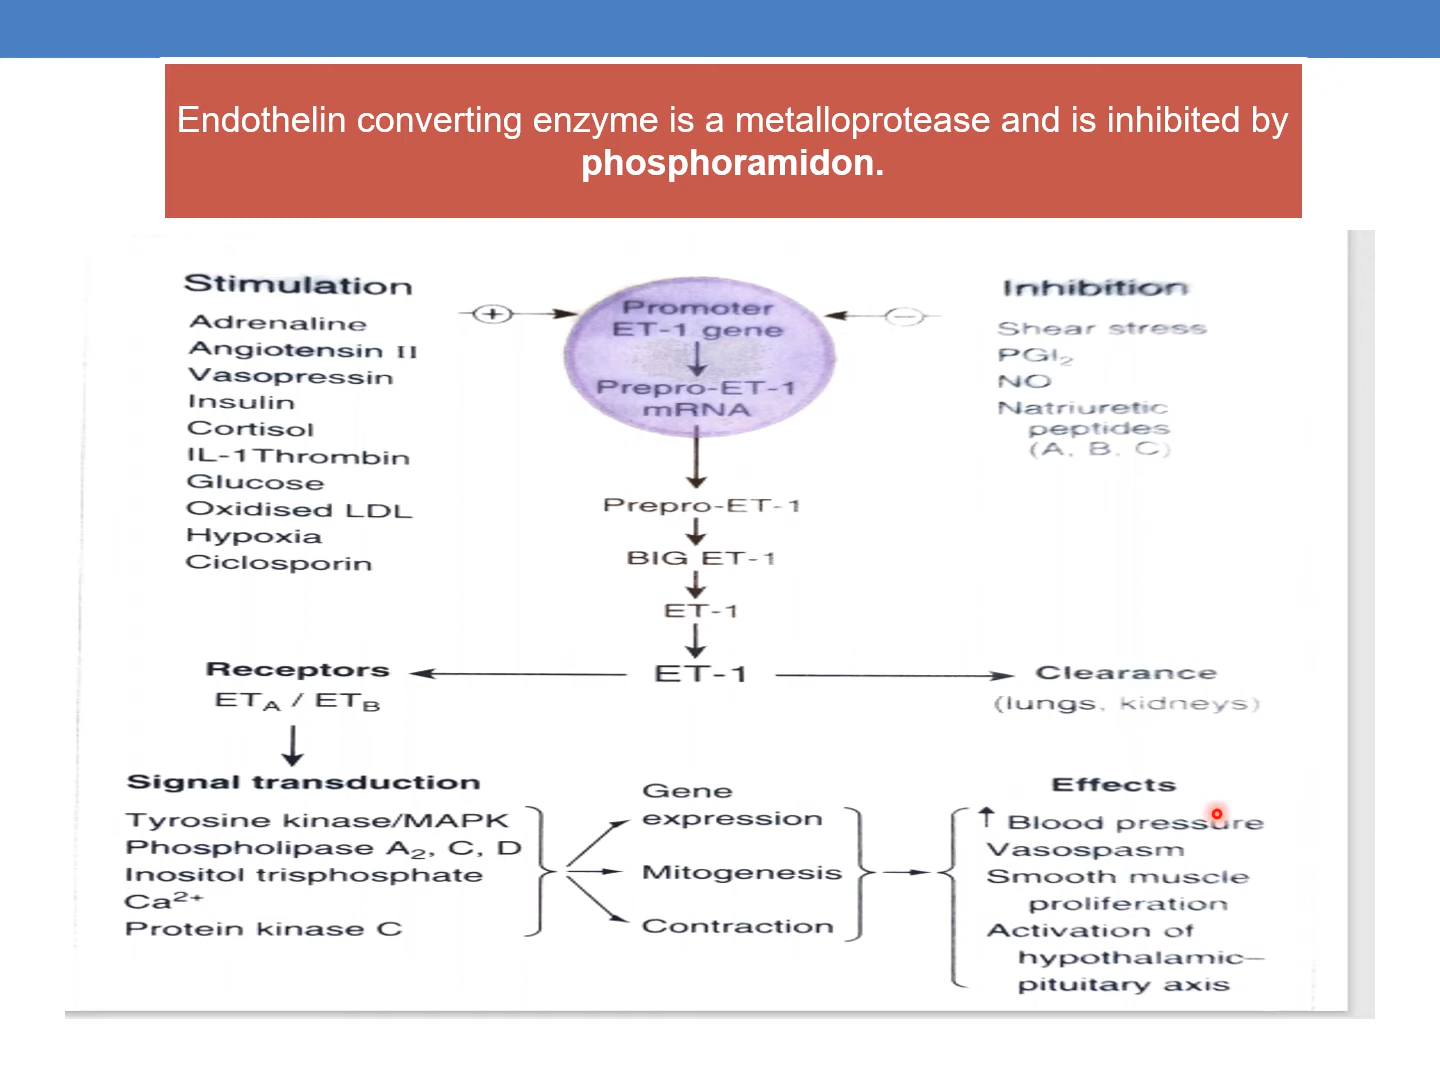 Endothelin converting enzyme is a metalloprotease and is inhibited by
phosphoramidon.
Stimulation
Adrenaline
Angiotensin II
Vasopressin
Insulin
Cortisol
IL-1Thrombin
Glucose
Oxidised LDL
Hypoxia
Ciclosporin
+
Promoter
ET-1 gene
Prepro-ET-1
mRNA
−
Inhibition
Shear stress
PGI₂
NO
Natriuretic
peptides
(A, B, C)
Prepro-ET-1
BIG ET-1
ET-1
Receptors
ET-1
Clearance
ETA / ETB
(lungs, kidneys)
Signal transduction
Tyrosine kinase/MAPK
Phospholipase A₂, C, D
Inositol trisphosphate
Ca²⁺
Protein kinase C
Gene
expression
Mitogenesis
Contraction
Effects
↑ Blood pressure
Vasospasm
Smooth muscle
proliferation
Activation of
hypothalamic–
pituitary axis